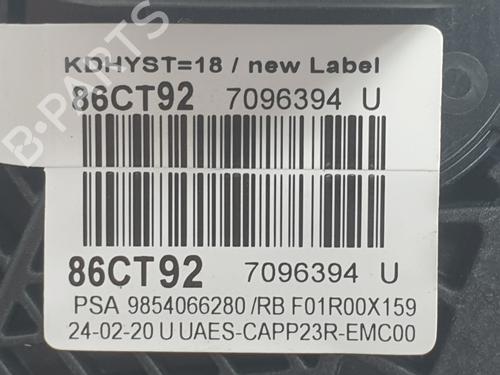 B-PARTS
KDHYST=18 / new Label
86CT92 7096394 U
86CT92 7096394 U
PSA 9854066280 /RB F01R00X159
24-02-20 U UAES-CAPP23R-EMC00